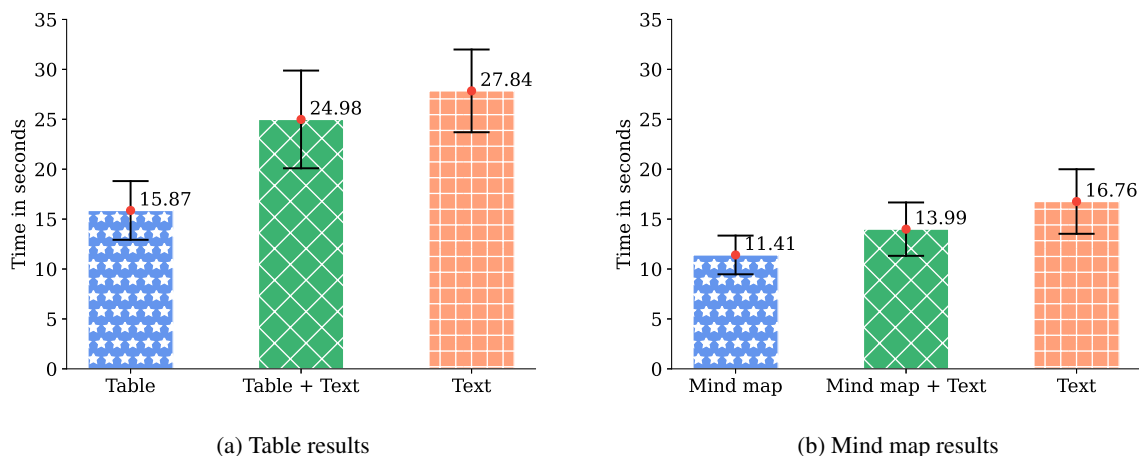 35
30
25
20
15
10
5
0
Time in seconds
15.87
24.98
27.84
Table
Table + Text
Text
(a) Table results
35
30
25
20
15
10
5
0
Time in seconds
11.41
13.99
16.76
Mind map
Mind map + Text
Text
(b) Mind map results